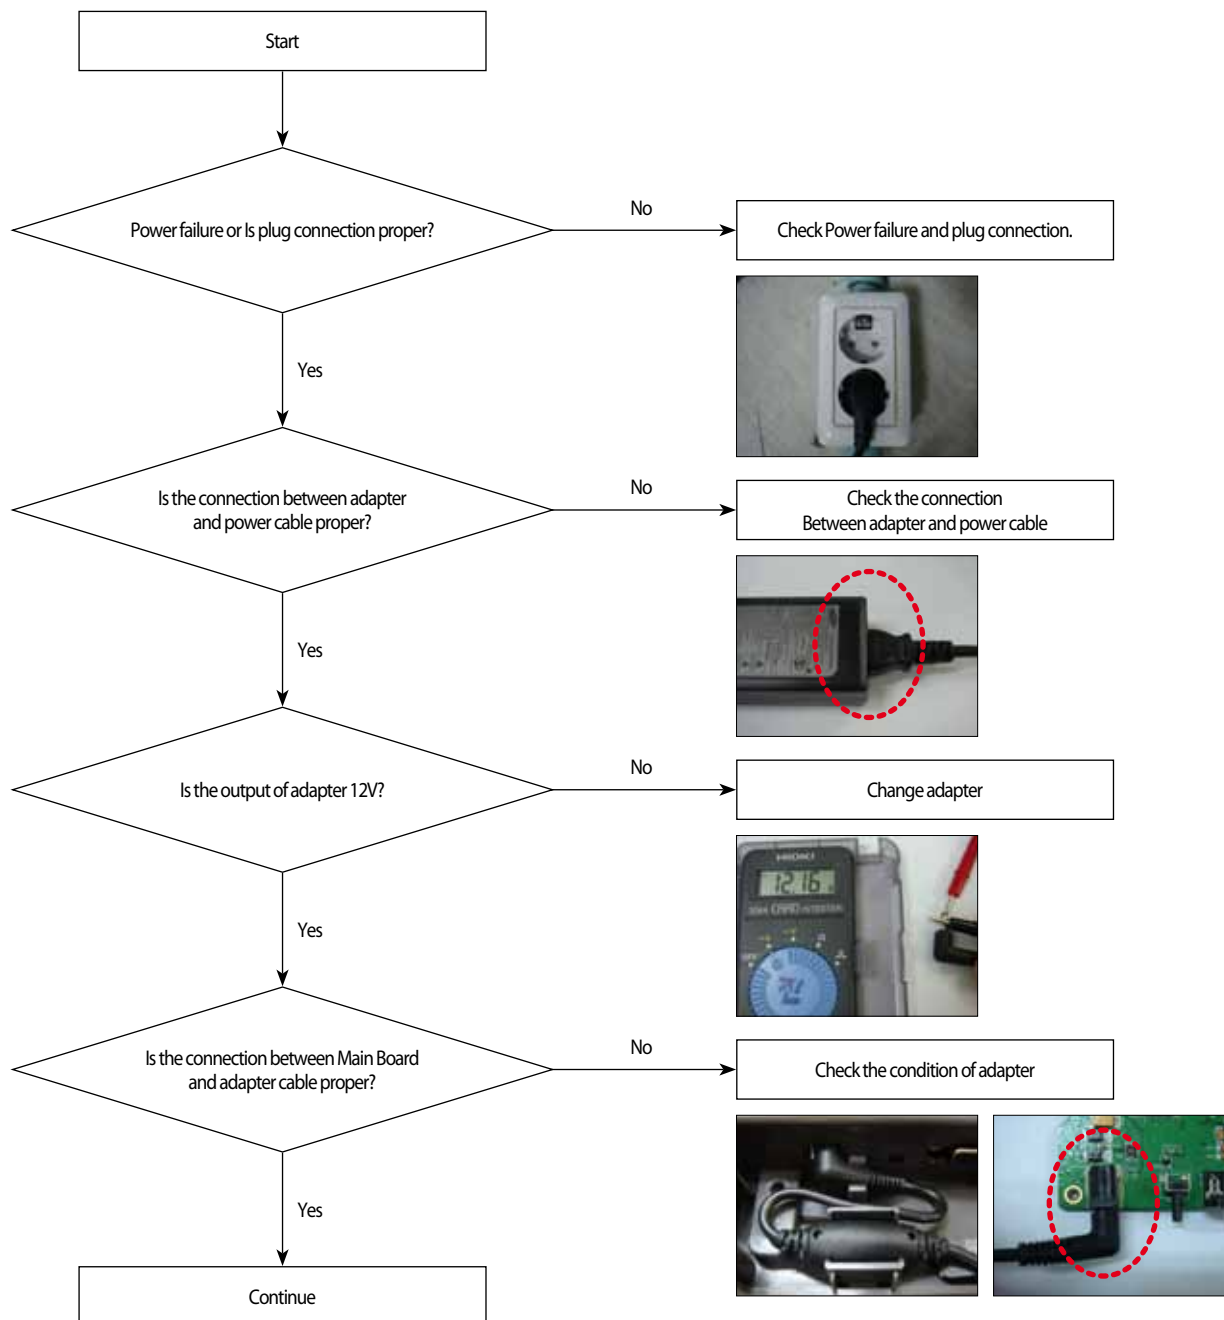 Start
Power failure or Is plug connection proper?
No
Check Power failure and plug connection.
Yes
Is the connection between adapter
and power cable proper?
No
Check the connection
Between adapter and power cable
Yes
Is the output of adapter 12V?
No
Change adapter
HIOKI
12.16
CARD HiTESTER
Yes
Is the connection between Main Board
and adapter cable proper?
No
Check the condition of adapter
Yes
Continue